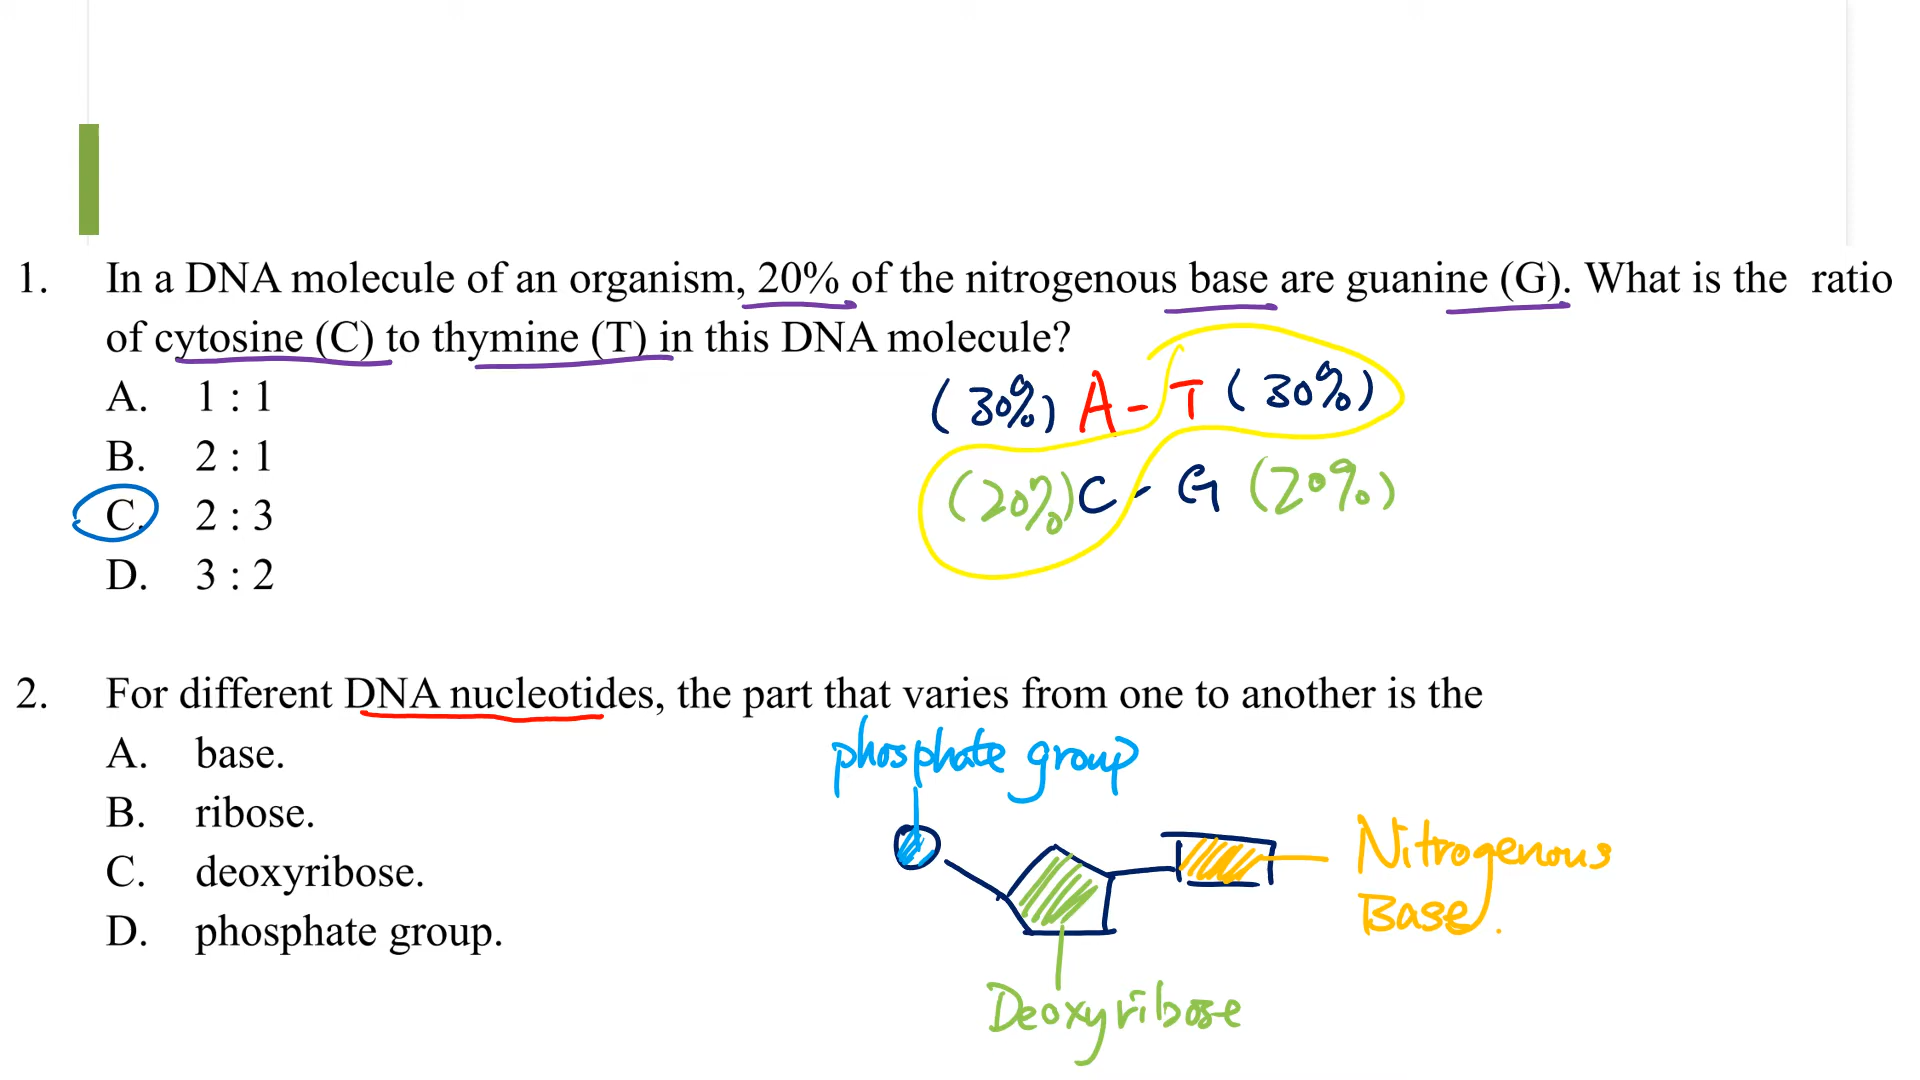 1. In a DNA molecule of an organism, 20% of the nitrogenous base are guanine (G). What is the ratio
of cytosine (C) to thymine (T) in this DNA molecule?
A. 1 : 1
(30%) A - T (30%)
B. 2 : 1
(20%) C - G (20%)
C. 2 : 3
D. 3 : 2
2. For different DNA nucleotides, the part that varies from one to another is the
A. base.
phosphate group
B. ribose.
Nitrogenous
C. deoxyribose.
Base.
D. phosphate group.
Deoxyribose